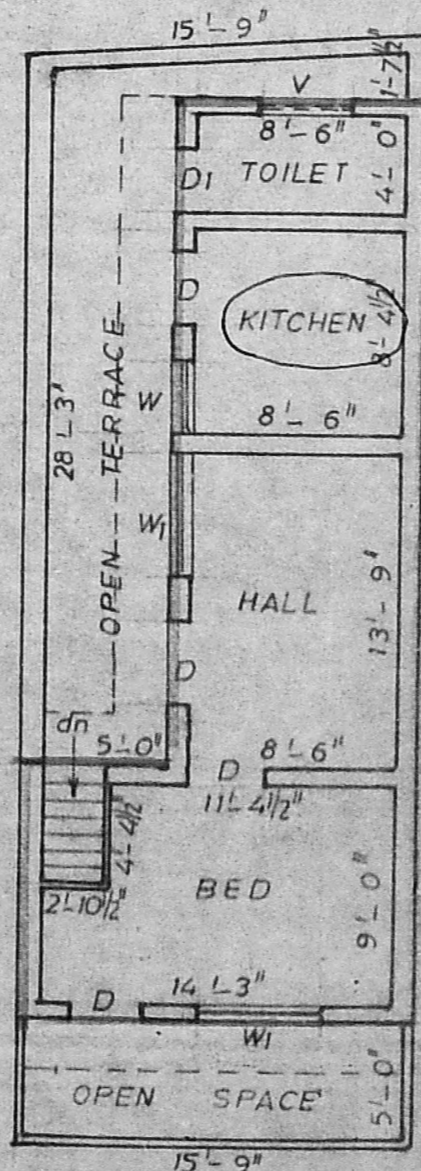 15'-9"
1'-7½"
V
8'-6"
TOILET
4'-0"
D1
D
KITCHEN
8'-4½"
W
8'-6"
OPEN TERRACE
28'-3"
W1
HALL
13'-9"
D
dn
5'-0"
D
8'-6"
11'-4½"
4'-4½"
BED
2'-10½"
9'-0"
D
14'-3"
W1
OPEN SPACE
5'-0"
15'-9"